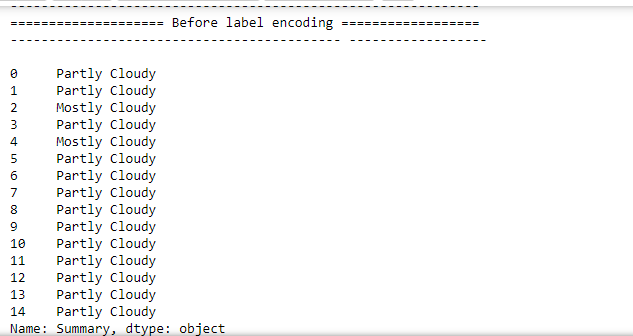 ==================== Before label encoding ==================
------------------------------------------- ------------------
0     Partly Cloudy
1     Partly Cloudy
2     Mostly Cloudy
3     Partly Cloudy
4     Mostly Cloudy
5     Partly Cloudy
6     Partly Cloudy
7     Partly Cloudy
8     Partly Cloudy
9     Partly Cloudy
10    Partly Cloudy
11    Partly Cloudy
12    Partly Cloudy
13    Partly Cloudy
14    Partly Cloudy
Name: Summary, dtype: object